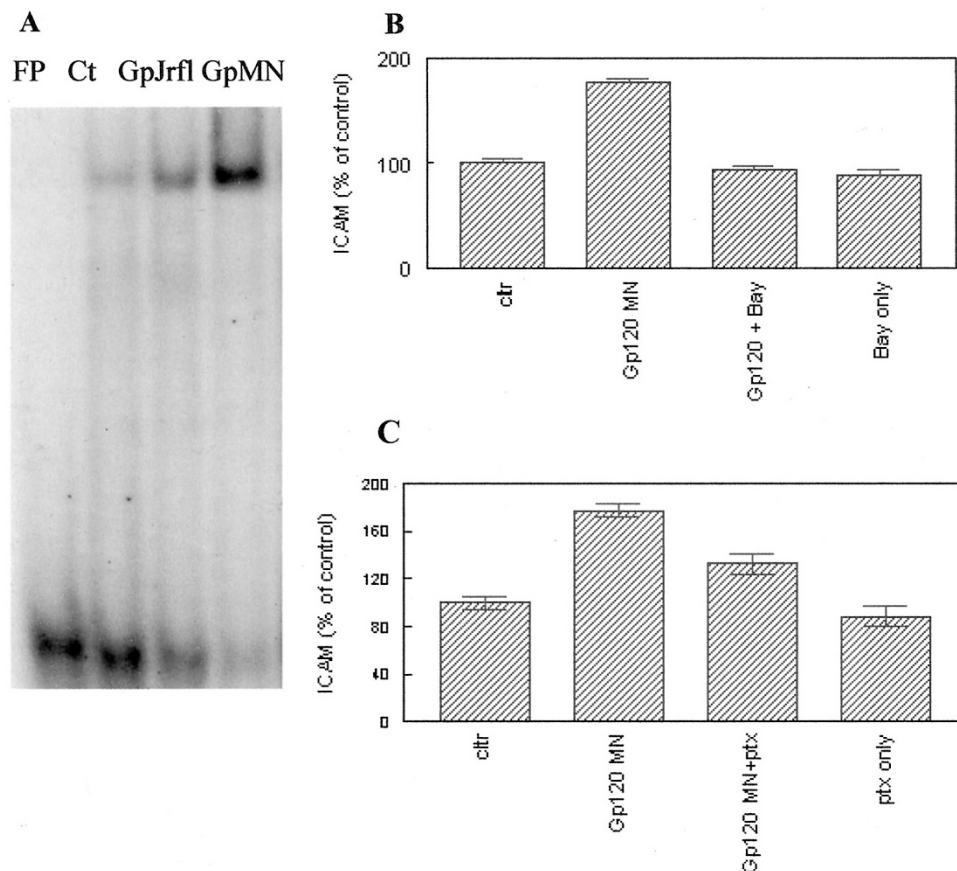 A
FP Ct GpJrfl GpMN
B
ICAM (% of control)
200
100
0
cltr
Gp120 MN
Gp120 + Bay
Bay only
C
ICAM (% of control)
200
160
120
80
40
0
cltr
Gp120 MN
Gp120 MN+ptx
ptx only